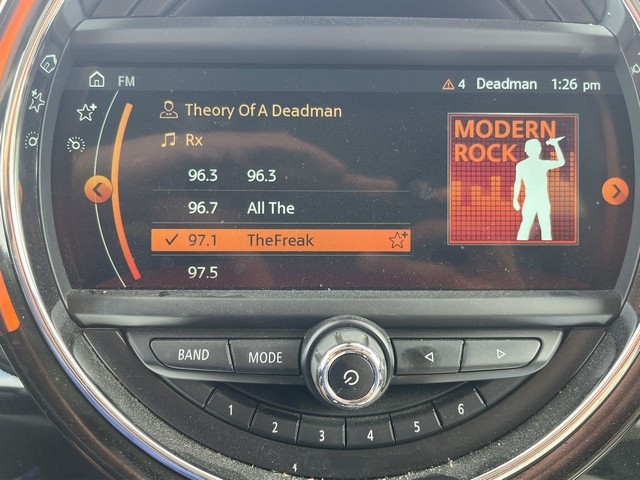 FM
4 Deadman 1:26 pm
Theory Of A Deadman
Rx
96.3 96.3
96.7 All The
97.1 TheFreak
97.5
MODERN
ROCK
BAND
MODE
1
2
3
4
5
6